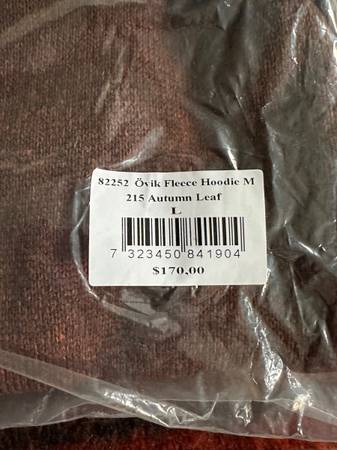 82252 Övik Fleece Hoodie M
215 Autumn Leaf
L
7 323450 841904
$170,00